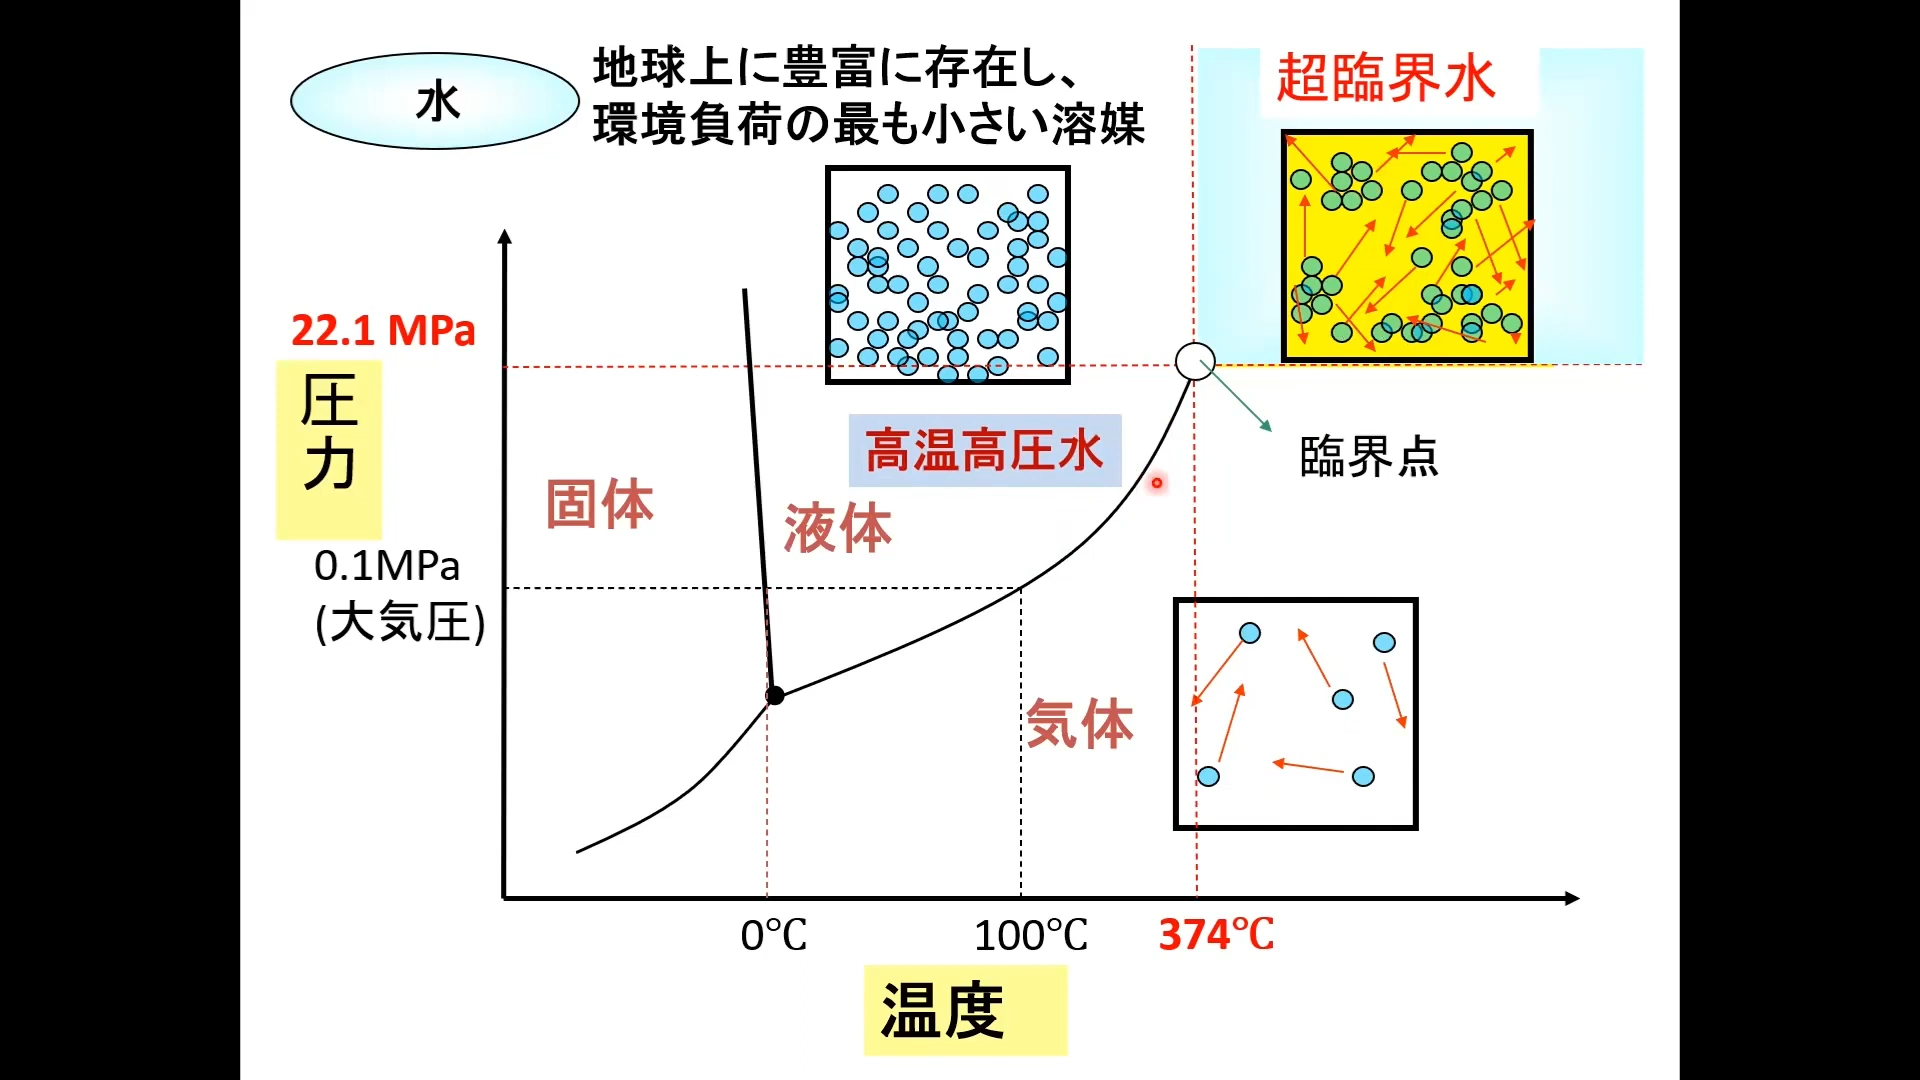 水
地球上に豊富に存在し、
環境負荷の最も小さい溶媒
超臨界水
22.1 MPa
圧
力
高温高圧水
臨界点
固体
液体
0.1MPa
(大気圧)
気体
0℃
100℃
374℃
温度